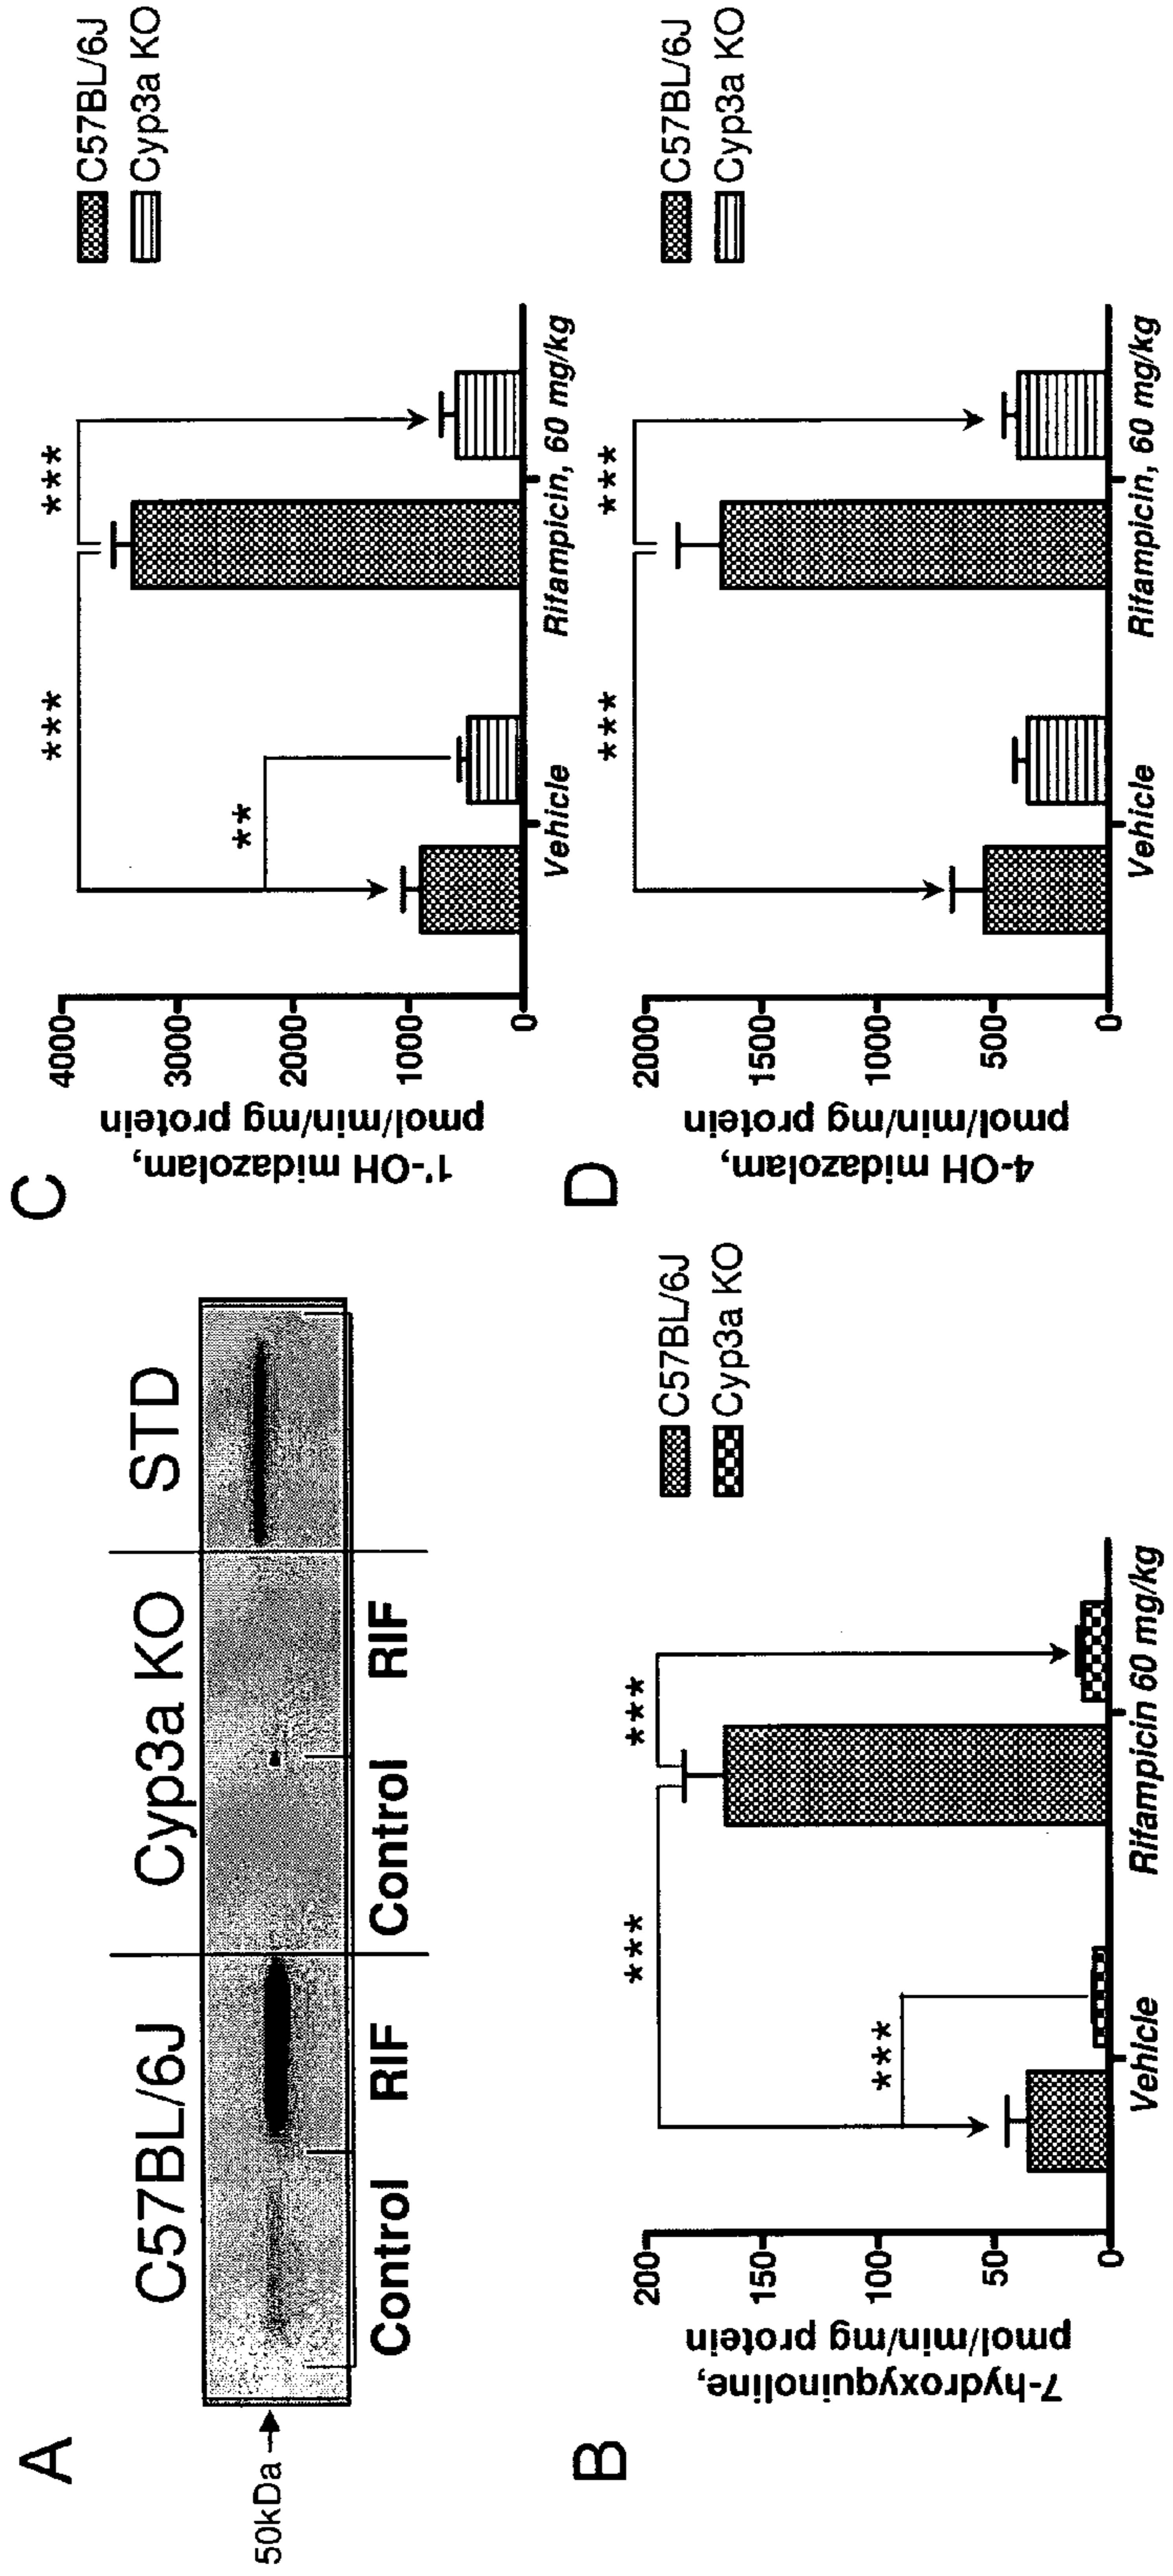 A
C57BL/6J Cyp3a KO STD
50kDa
Control RIF Control RIF
B
7-hydroxyquinoline,
pmol/min/mg protein
200
150
100
50
0
***
***
***
Vehicle
Rifampicin 60 mg/kg
C57BL/6J
Cyp3a KO
C
1'-OH midazolam,
pmol/min/mg protein
4000
3000
2000
1000
0
***
***
**
Vehicle
Rifampicin, 60 mg/kg
C57BL/6J
Cyp3a KO
D
4-OH midazolam,
pmol/min/mg protein
2000
1500
1000
500
0
***
***
Vehicle
Rifampicin, 60 mg/kg
C57BL/6J
Cyp3a KO